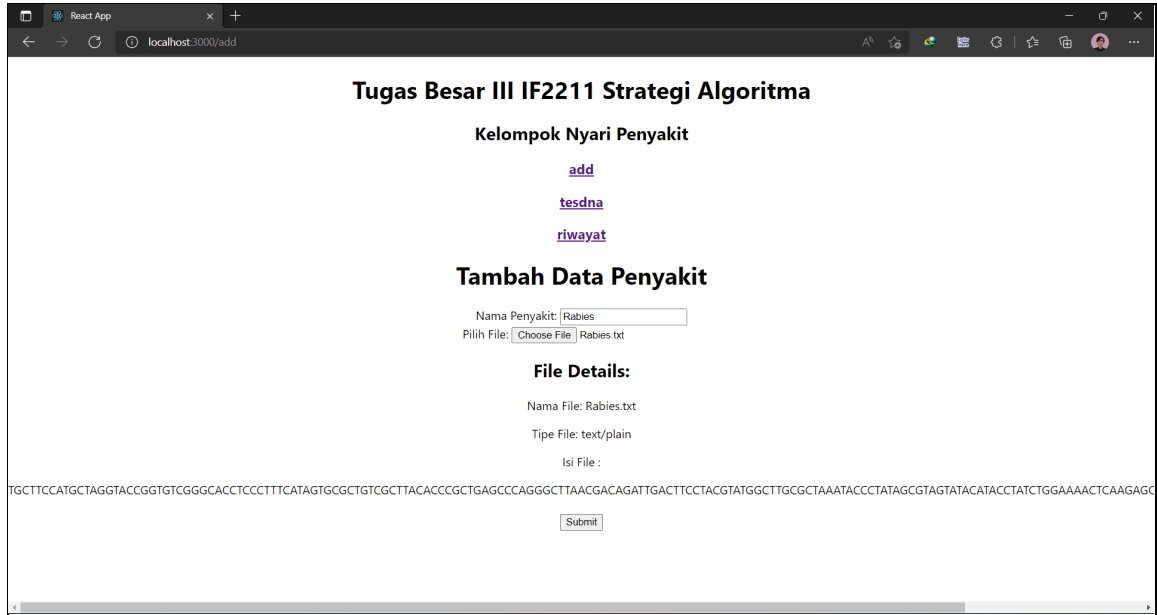 React App
localhost:3000/add
Tugas Besar III IF2211 Strategi Algoritma
Kelompok Nyari Penyakit
add
tesdna
riwayat
Tambah Data Penyakit
Nama Penyakit: Rabies
Pilih File: Choose File Rabies.txt
File Details:
Nama File: Rabies.txt
Tipe File: text/plain
Isi File :
TGCTTCCATGCTAGGTACCGGTGTCGGGCACCTCCCTTTCATAGTGCGCTGTCGCTTACACCCGCTGAGCCCAGGGCTTAACGACAGATTGACTTCCTACGTATGGCTTGCGCTAAATACCCTATAGCGTAGTATACATACCTATCTGGAAAACTCAAGAGC
Submit